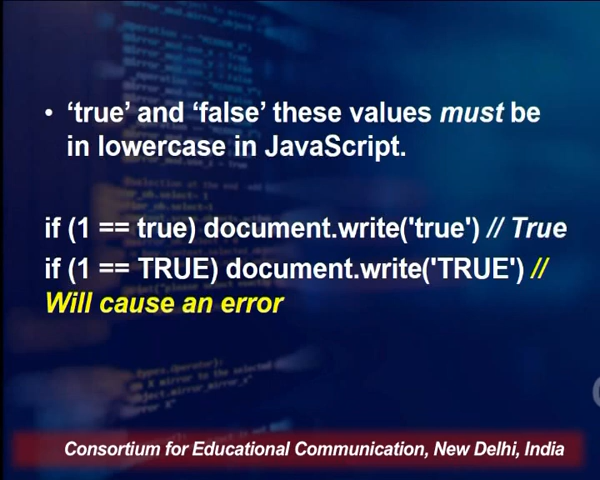 • ‘true’ and ‘false’ these values must be
in lowercase in JavaScript.
if (1 == true) document.write('true') // True
if (1 == TRUE) document.write('TRUE') //
Will cause an error
Consortium for Educational Communication, New Delhi, India